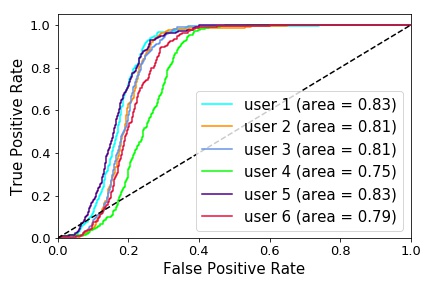 1.0
0.8
0.6
0.4
0.2
0.0
True Positive Rate
user 1 (area = 0.83)
user 2 (area = 0.81)
user 3 (area = 0.81)
user 4 (area = 0.75)
user 5 (area = 0.83)
user 6 (area = 0.79)
0.0 0.2 0.4 0.6 0.8 1.0
False Positive Rate